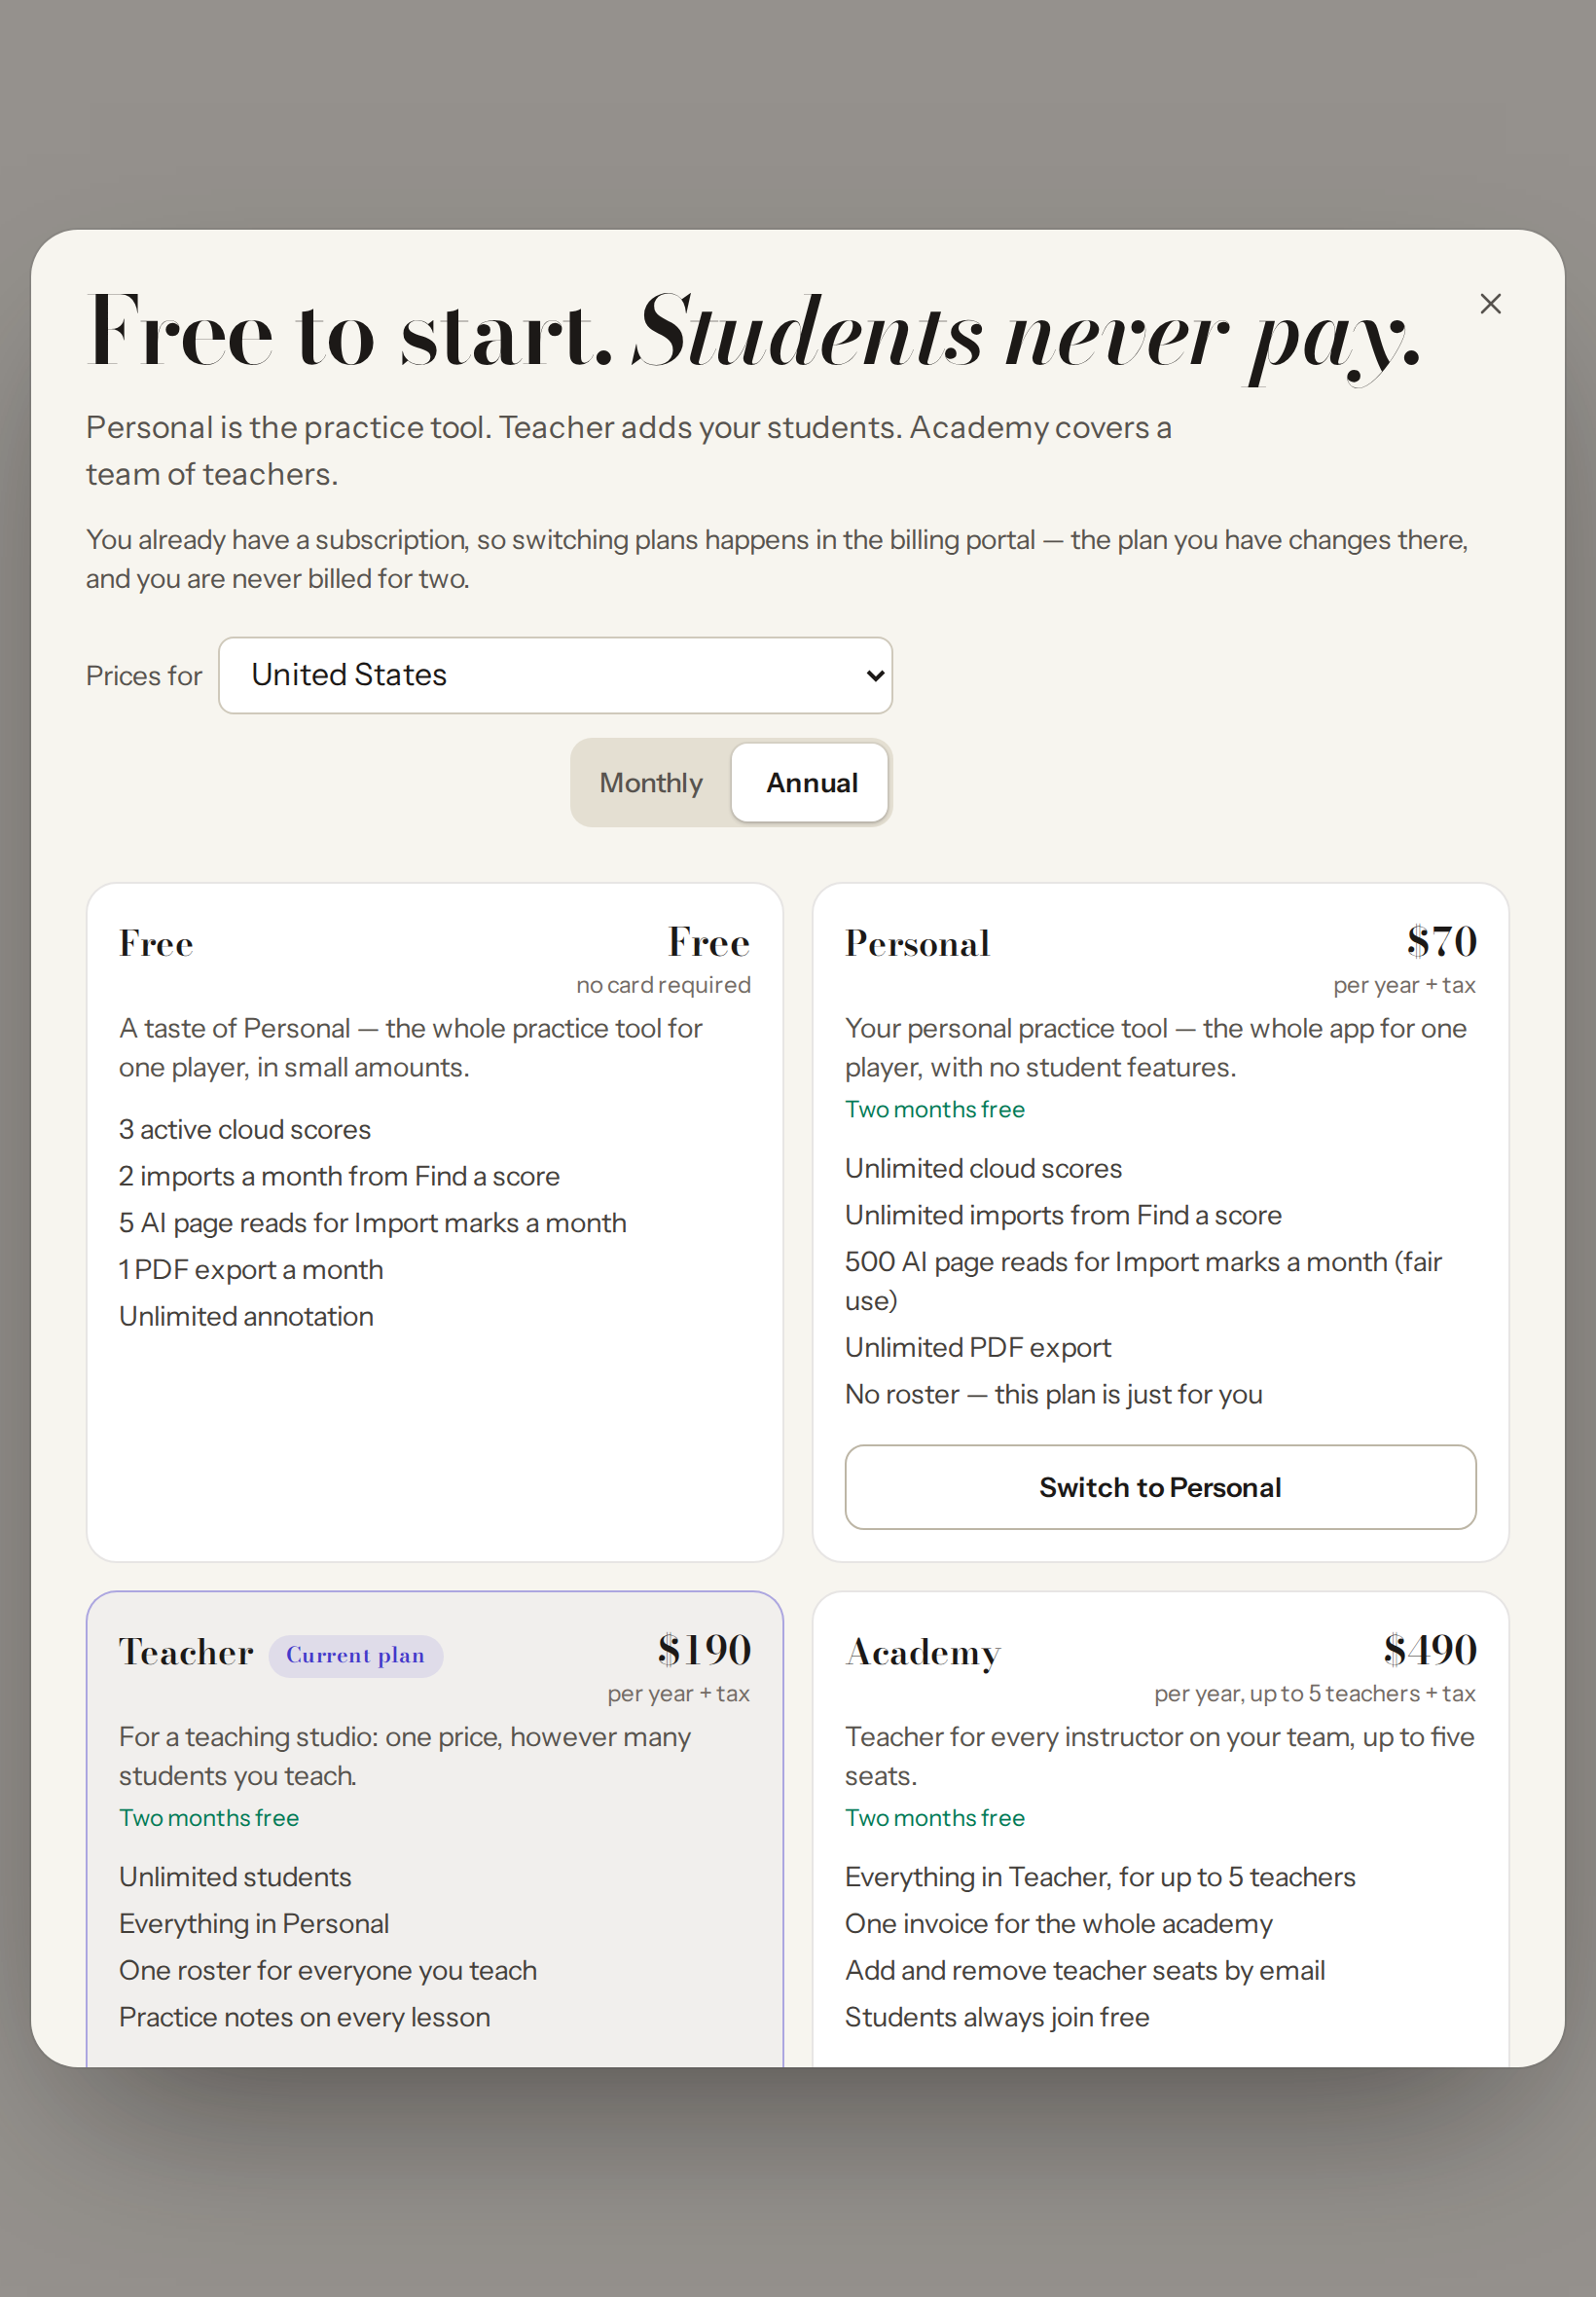 Free to start. Students never pay.
Personal is the practice tool. Teacher adds your students. Academy covers a
team of teachers.
You already have a subscription, so switching plans happens in the billing portal — the plan you have changes there,
and you are never billed for two.
Prices for
United States
Monthly
Annual
Free
Free
no card required
A taste of Personal — the whole practice tool for
one player, in small amounts.
3 active cloud scores
2 imports a month from Find a score
5 AI page reads for Import marks a month
1 PDF export a month
Unlimited annotation
Personal
$70
per year + tax
Your personal practice tool — the whole app for one
player, with no student features.
Two months free
Unlimited cloud scores
Unlimited imports from Find a score
500 AI page reads for Import marks a month (fair
use)
Unlimited PDF export
No roster — this plan is just for you
Switch to Personal
Teacher
Current plan
$190
per year + tax
For a teaching studio: one price, however many
students you teach.
Two months free
Unlimited students
Everything in Personal
One roster for everyone you teach
Practice notes on every lesson
Academy
$490
per year, up to 5 teachers + tax
Teacher for every instructor on your team, up to five
seats.
Two months free
Everything in Teacher, for up to 5 teachers
One invoice for the whole academy
Add and remove teacher seats by email
Students always join free